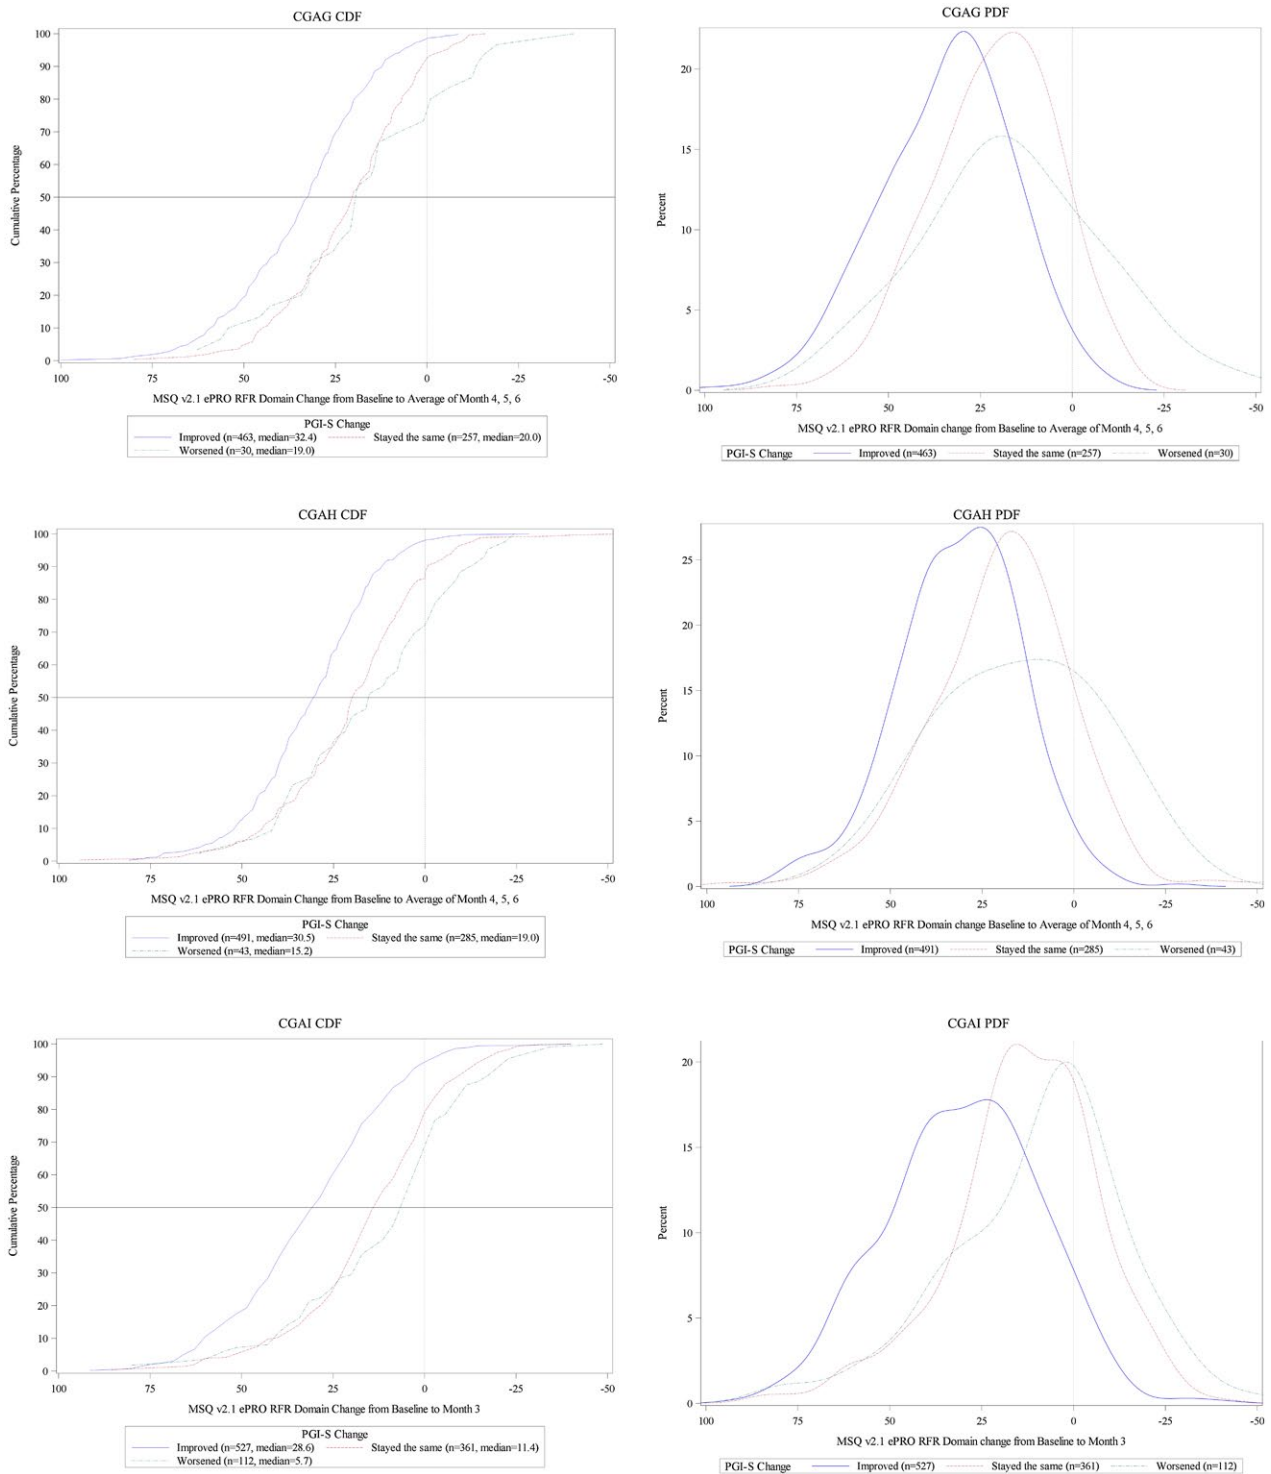 CGAG CDF
100
90
80
70
60
50
40
30
20
10
0
Cumulative Percentage
100 75 50 25 0 -25 -50
MSQ v2.1 ePRO RFR Domain Change from Baseline to Average of Month 4, 5, 6
PGI-S Change
Improved (n=463, median=32.4) Stayed the same (n=257, median=20.0)
Worsened (n=30, median=19.0)
CGAG PDF
20
15
10
5
0
Percent
100 75 50 25 0 -25 -50
MSQ v2.1 ePRO RFR Domain change from Baseline to Average of Month 4, 5, 6
PGI-S Change Improved (n=463) Stayed the same (n=257) Worsened (n=30)
CGAH CDF
100
90
80
70
60
50
40
30
20
10
0
Cumulative Percentage
100 75 50 25 0 -25 -50
MSQ v2.1 ePRO RFR Domain Change from Baseline to Average of Month 4, 5, 6
PGI-S Change
Improved (n=491, median=30.5) Stayed the same (n=285, median=19.0)
Worsened (n=43, median=15.2)
CGAH PDF
25
20
15
10
5
0
Percent
100 75 50 25 0 -25 -50
MSQ v2.1 ePRO RFR Domain change Baseline to Average of Month 4, 5, 6
PGI-S Change Improved (n=491) Stayed the same (n=285) Worsened (n=43)
CGAI CDF
100
90
80
70
60
50
40
30
20
10
0
Cumulative Percentage
100 75 50 25 0 -25 -50
MSQ v2.1 ePRO RFR Domain Change from Baseline to Month 3
PGI-S Change
Improved (n=527, median=28.6) Stayed the same (n=361, median=11.4)
Worsened (n=112, median=5.7)
CGAI PDF
20
15
10
5
0
Percent
100 75 50 25 0 -25 -50
MSQ v2.1 ePRO RFR Domain change from Baseline to Month 3
PGI-S Change Improved (n=527) Stayed the same (n=361) Worsened (n=112)